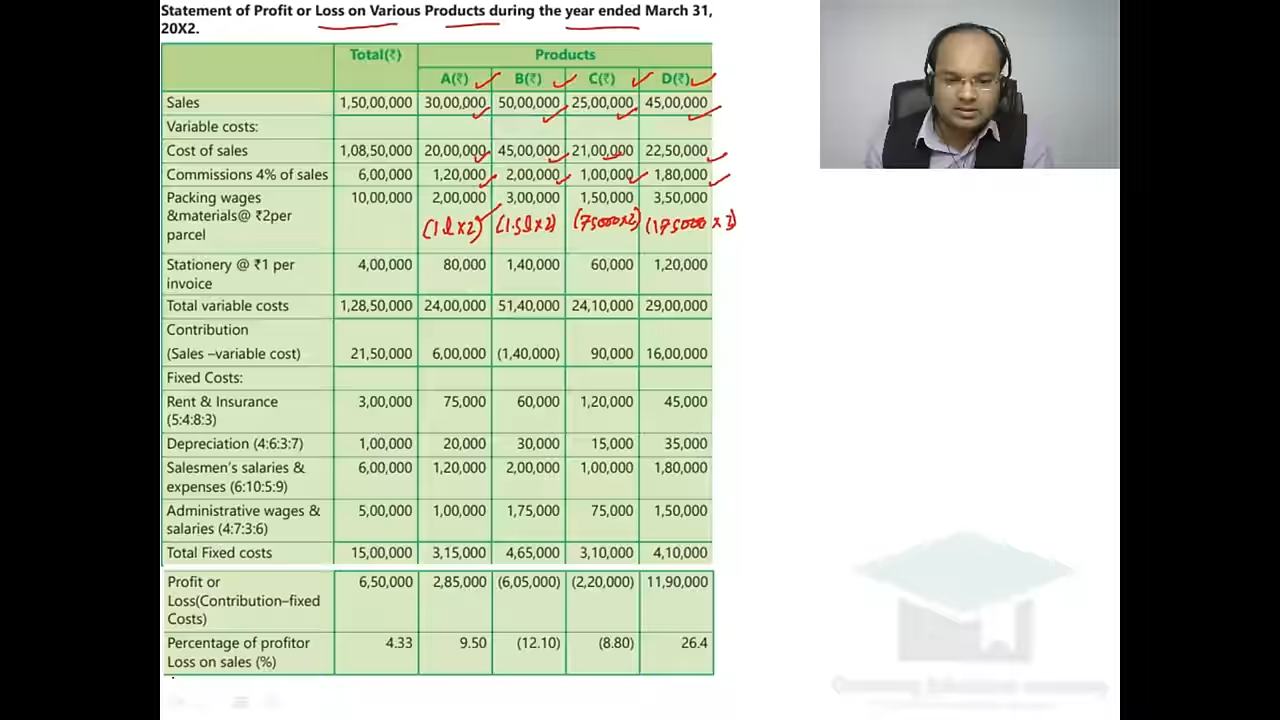 Statement of Profit or Loss on Various Products during the year ended March 31,
20X2.
Total(₹) Products
A(₹) B(₹) C(₹) D(₹)
Sales 1,50,00,000 30,00,000 50,00,000 25,00,000 45,00,000
Variable costs:
Cost of sales 1,08,50,000 20,00,000 45,00,000 21,00,000 22,50,000
Commissions 4% of sales 6,00,000 1,20,000 2,00,000 1,00,000 1,80,000
Packing wages 10,00,000 2,00,000 3,00,000 1,50,000 3,50,000
&materials@ ₹2per
parcel
(1l×2) (1.5l×2) (75000×2) (175000×2)
Stationery @ ₹1 per 4,00,000 80,000 1,40,000 60,000 1,20,000
invoice
Total variable costs 1,28,50,000 24,00,000 51,40,000 24,10,000 29,00,000
Contribution
(Sales –variable cost) 21,50,000 6,00,000 (1,40,000) 90,000 16,00,000
Fixed Costs:
Rent & Insurance 3,00,000 75,000 60,000 1,20,000 45,000
(5:4:8:3)
Depreciation (4:6:3:7) 1,00,000 20,000 30,000 15,000 35,000
Salesmen's salaries & 6,00,000 1,20,000 2,00,000 1,00,000 1,80,000
expenses (6:10:5:9)
Administrative wages & 5,00,000 1,00,000 1,75,000 75,000 1,50,000
salaries (4:7:3:6)
Total Fixed costs 15,00,000 3,15,000 4,65,000 3,10,000 4,10,000
Profit or 6,50,000 2,85,000 (6,05,000) (2,20,000) 11,90,000
Loss(Contribution–fixed
Costs)
Percentage of profitor 4.33 9.50 (12.10) (8.80) 26.4
Loss on sales (%)